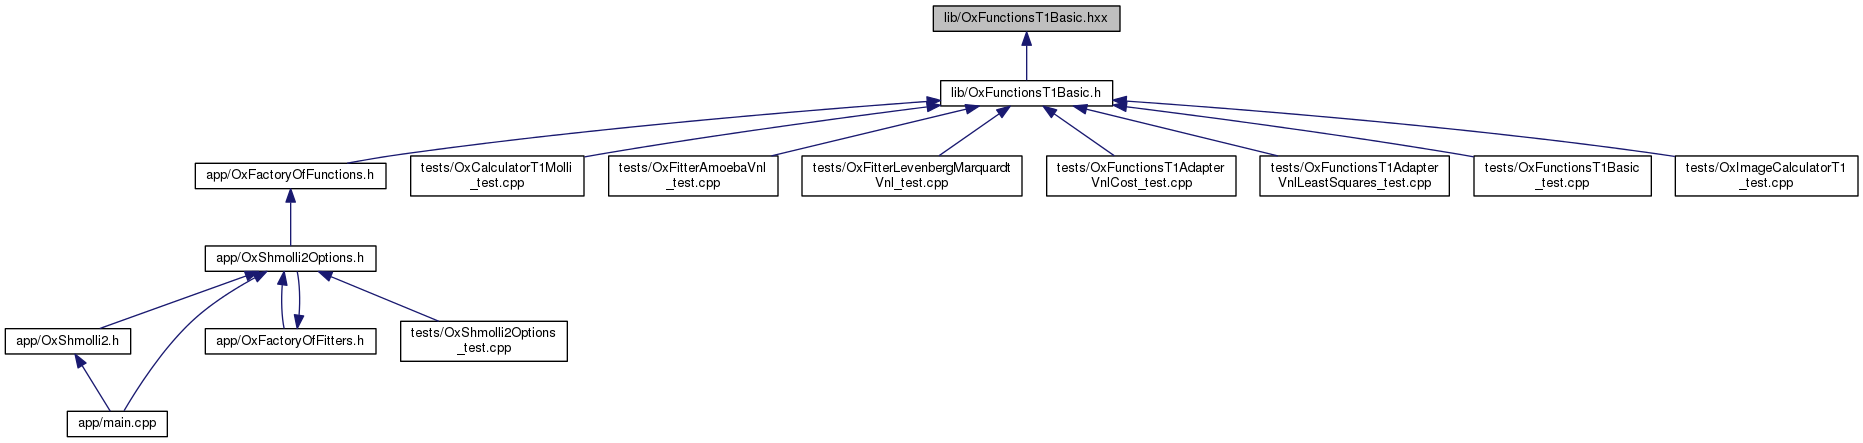 lib/OxFunctionsT1Basic.hxx
lib/OxFunctionsT1Basic.h
app/OxFactoryOfFunctions.h
tests/OxCalculatorT1Molli
_test.cpp
tests/OxFitterAmoebaVnl
_test.cpp
tests/OxFitterLevenbergMarquardt
Vnl_test.cpp
tests/OxFunctionsT1Adapter
VnlCost_test.cpp
tests/OxFunctionsT1Adapter
VnlLeastSquares_test.cpp
tests/OxFunctionsT1Basic
_test.cpp
tests/OxImageCalculatorT1
_test.cpp
app/OxShmolli2Options.h
app/OxShmolli2.h
app/OxFactoryOfFitters.h
tests/OxShmolli2Options
_test.cpp
app/main.cpp